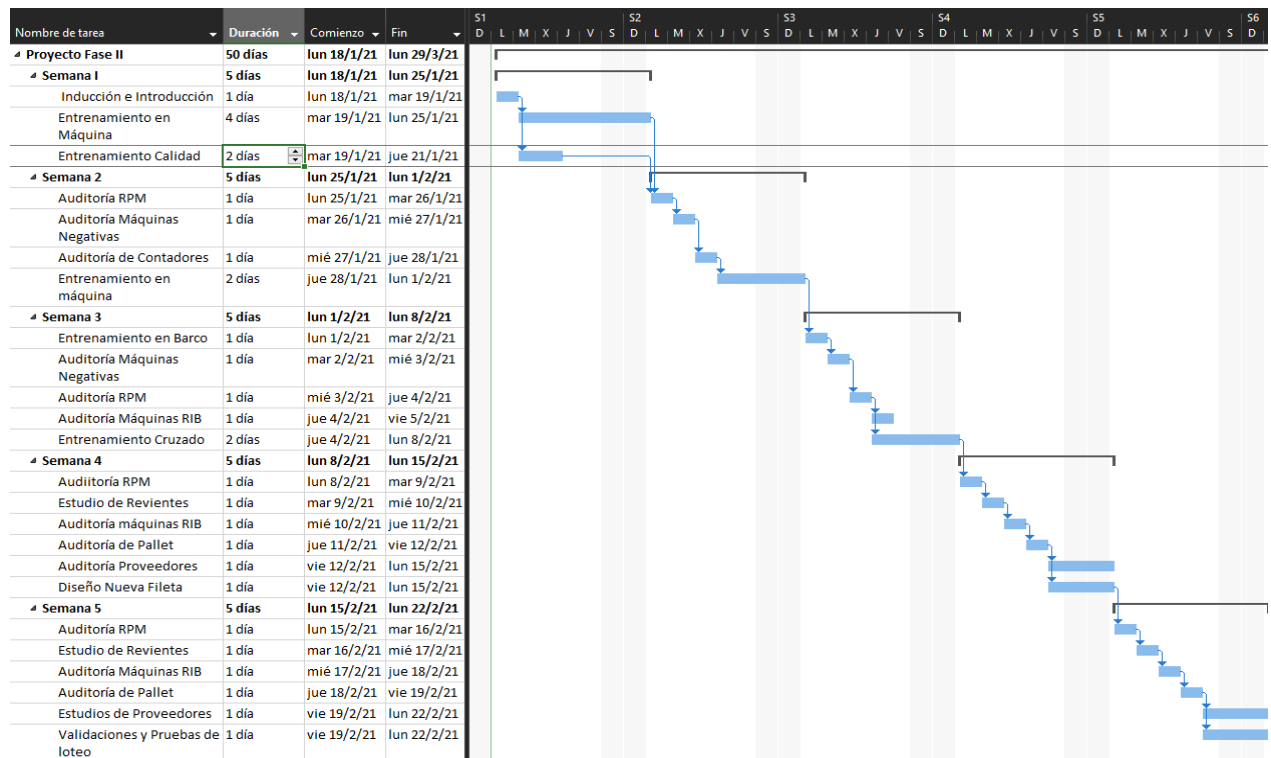 S1 S2 S3 S4 S5 S6
Nombre de tarea Duración Comienzo Fin D L M X J V S D L M X J V S D L M X J V S D L M X J V S D L M X J V S D
Proyecto Fase II 50 días lun 18/1/21 lun 29/3/21
Semana I 5 días lun 18/1/21 lun 25/1/21
Inducción e Introducción 1 día lun 18/1/21 mar 19/1/21
Entrenamiento en 4 días mar 19/1/21 lun 25/1/21
Máquina
Entrenamiento Calidad 2 días mar 19/1/21 jue 21/1/21
Semana 2 5 días lun 25/1/21 lun 1/2/21
Auditoría RPM 1 día lun 25/1/21 mar 26/1/21
Auditoría Máquinas 1 día mar 26/1/21 mié 27/1/21
Negativas
Auditoría de Contadores 1 día mié 27/1/21 jue 28/1/21
Entrenamiento en 2 días jue 28/1/21 lun 1/2/21
máquina
Semana 3 5 días lun 1/2/21 lun 8/2/21
Entrenamiento en Barco 1 día lun 1/2/21 mar 2/2/21
Auditoría Máquinas 1 día mar 2/2/21 mié 3/2/21
Negativas
Auditoría RPM 1 día mié 3/2/21 jue 4/2/21
Auditoría Máquinas RIB 1 día jue 4/2/21 vie 5/2/21
Entrenamiento Cruzado 2 días jue 4/2/21 lun 8/2/21
Semana 4 5 días lun 8/2/21 lun 15/2/21
Audiitoría RPM 1 día lun 8/2/21 mar 9/2/21
Estudio de Revientes 1 día mar 9/2/21 mié 10/2/21
Auditoría máquinas RIB 1 día mié 10/2/21 jue 11/2/21
Auditoría de Pallet 1 día jue 11/2/21 vie 12/2/21
Auditoría Proveedores 1 día vie 12/2/21 lun 15/2/21
Diseño Nueva Fileta 1 día vie 12/2/21 lun 15/2/21
Semana 5 5 días lun 15/2/21 lun 22/2/21
Auditoría RPM 1 día lun 15/2/21 mar 16/2/21
Estudio de Revientes 1 día mar 16/2/21 mié 17/2/21
Auditoría Máquinas RIB 1 día mié 17/2/21 jue 18/2/21
Auditoría de Pallet 1 día jue 18/2/21 vie 19/2/21
Estudios de Proveedores 1 día vie 19/2/21 lun 22/2/21
Validaciones y Pruebas de 1 día vie 19/2/21 lun 22/2/21
loteo